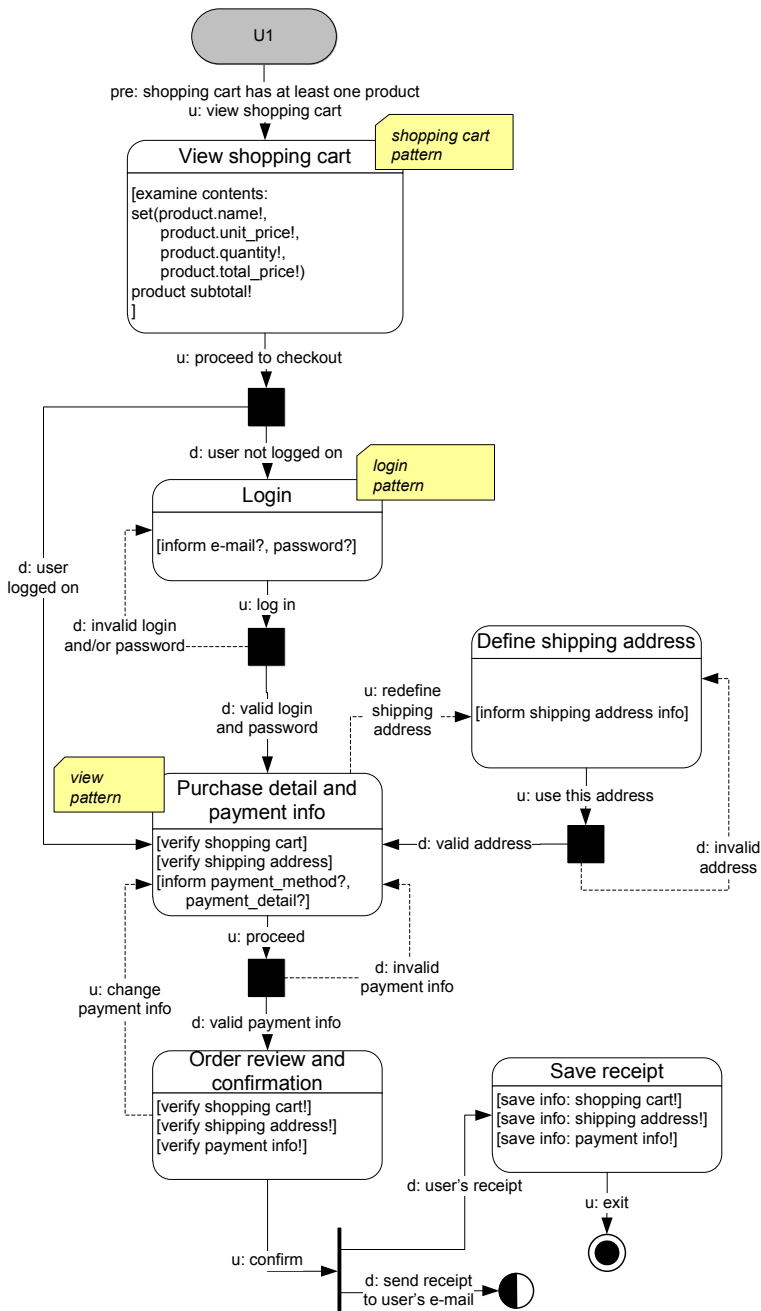 U1
pre: shopping cart has at least one product
u: view shopping cart
shopping cart
pattern
View shopping cart
[examine contents:
set(product.name!,
product.unit_price!,
product.quantity!,
product.total_price!)
product subtotal!
]
u: proceed to checkout
d: user not logged on
login
pattern
Login
[inform e-mail?, password?]
d: user
logged on
u: log in
d: invalid login
and/or password
Define shipping address
[inform shipping address info]
d: valid login
and password
u: redefine
shipping
address
view
pattern
Purchase detail and
payment info
[verify shopping cart]
[verify shipping address]
[inform payment_method?,
payment_detail?]
u: use this address
d: valid address
d: invalid
address
u: proceed
d: invalid
payment info
u: change
payment info
d: valid payment info
Order review and
confirmation
[verify shopping cart!]
[verify shipping address!]
[verify payment info!]
Save receipt
[save info: shopping cart!]
[save info: shipping address!]
[save info: payment info!]
d: user's receipt
u: exit
u: confirm
d: send receipt
to user's e-mail